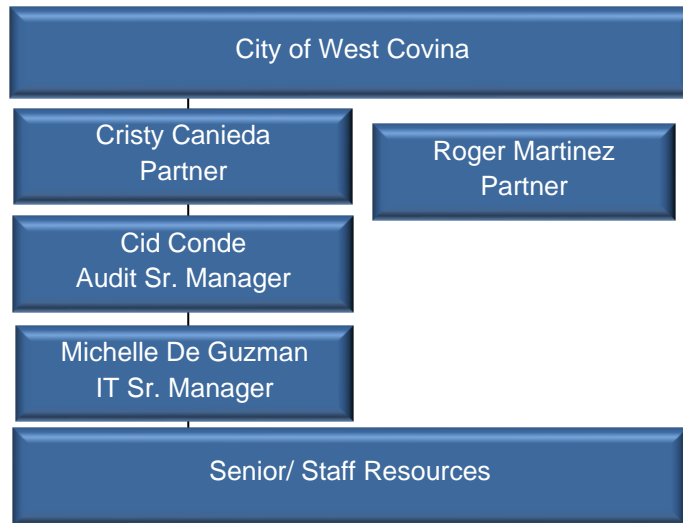 City of West Covina
Cristy Canieda
Partner
Roger Martinez
Partner
Cid Conde
Audit Sr. Manager
Michelle De Guzman
IT Sr. Manager
Senior/ Staff Resources